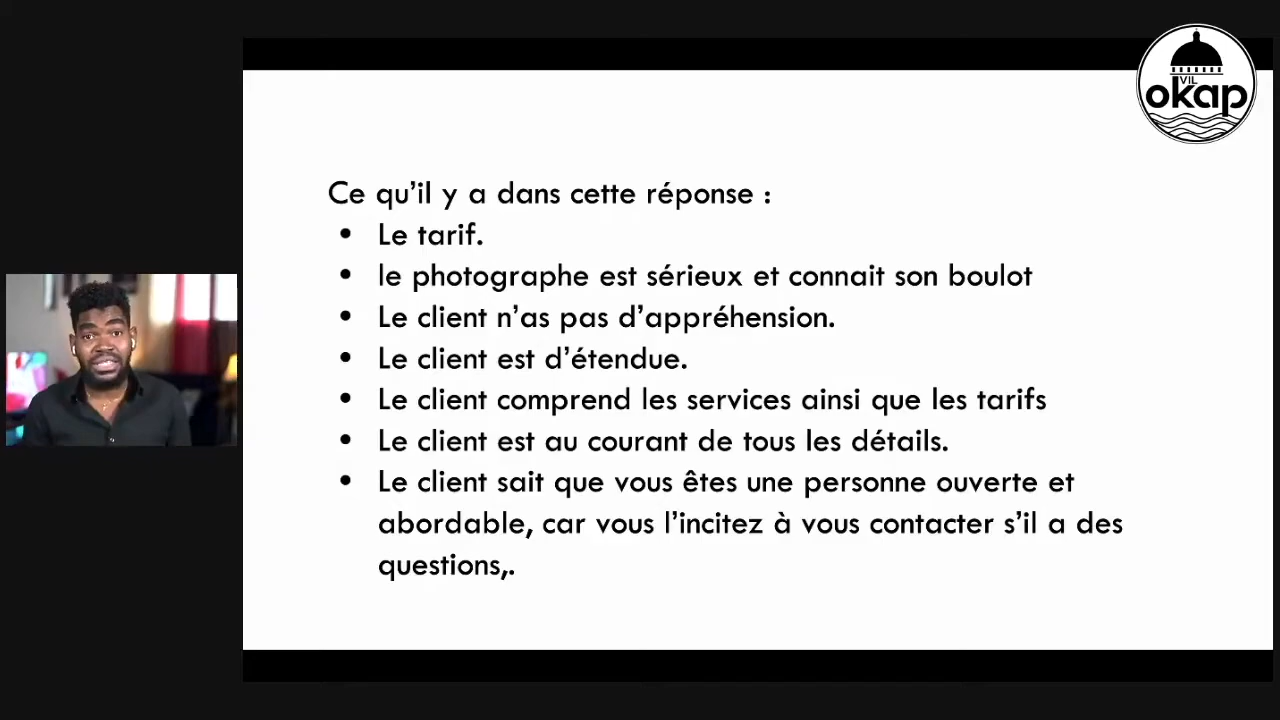 VIL
okap
Ce qu’il y a dans cette réponse :
• Le tarif.
• le photographe est sérieux et connait son boulot
• Le client n’as pas d’appréhension.
• Le client est d’étendue.
• Le client comprend les services ainsi que les tarifs
• Le client est au courant de tous les détails.
• Le client sait que vous êtes une personne ouverte et
abordable, car vous l’incitez à vous contacter s’il a des
questions,.